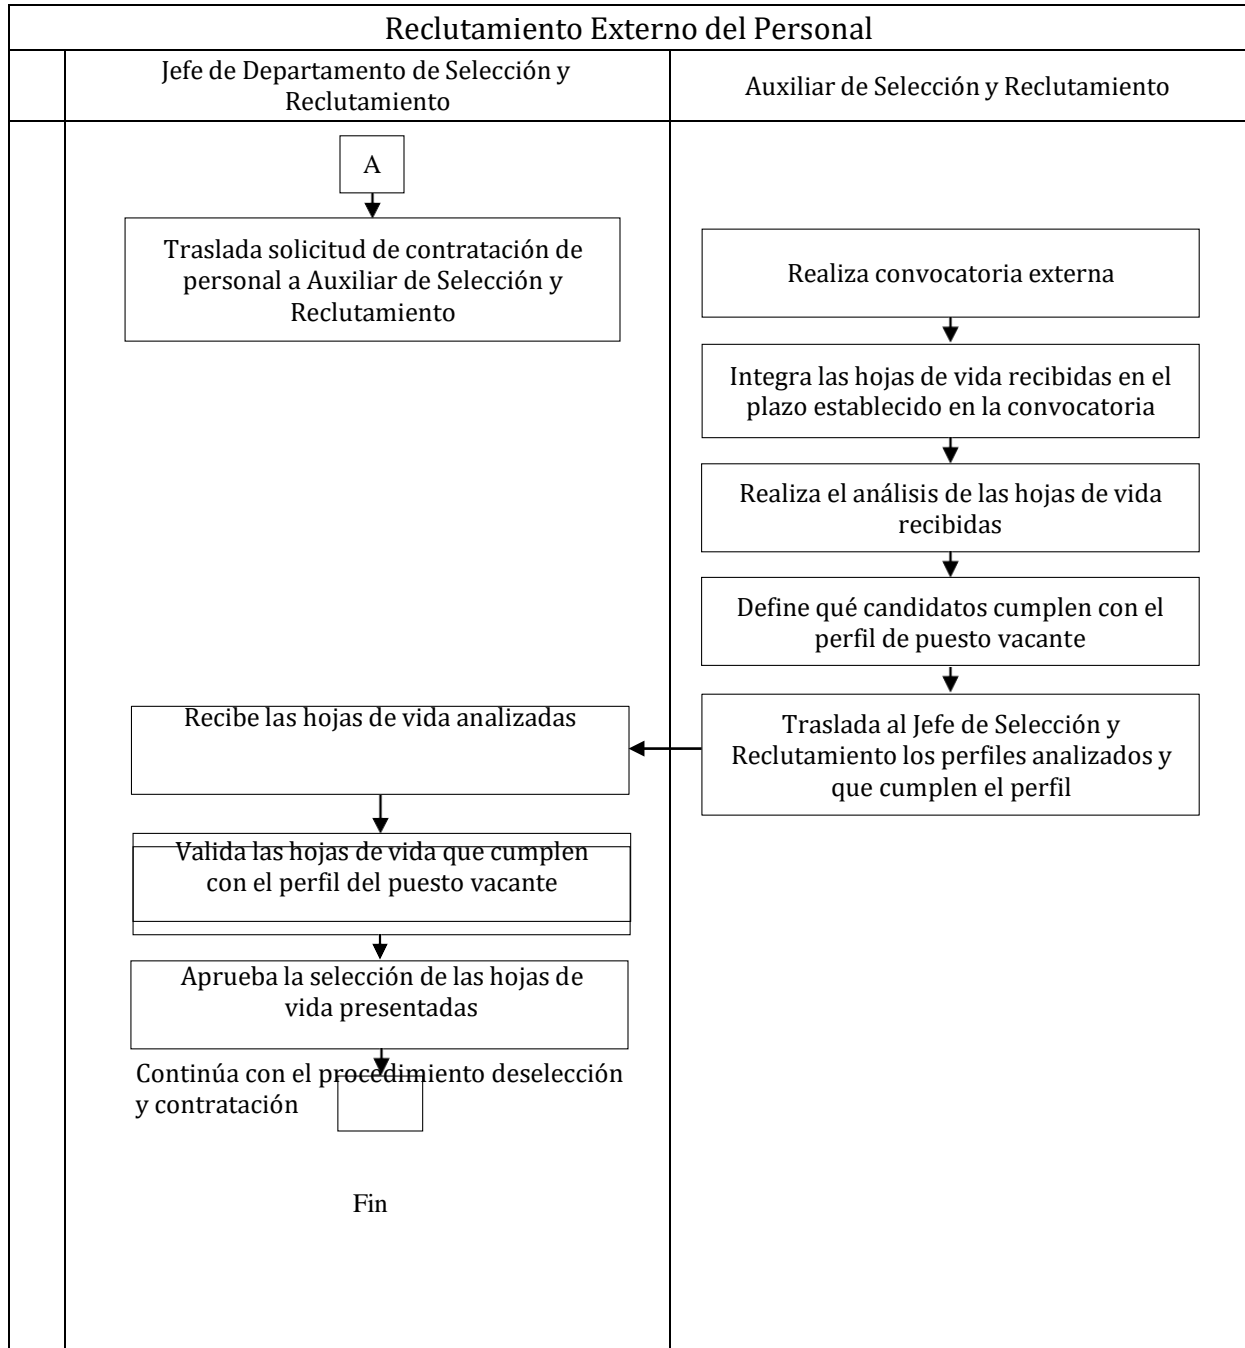 Reclutamiento Externo del Personal
Jefe de Departamento de Selección y
Reclutamiento
Auxiliar de Selección y Reclutamiento
A
Traslada solicitud de contratación de
personal a Auxiliar de Selección y
Reclutamiento
Realiza convocatoria externa
Integra las hojas de vida recibidas en el
plazo establecido en la convocatoria
Realiza el análisis de las hojas de vida
recibidas
Define qué candidatos cumplen con el
perfil de puesto vacante
Traslada al Jefe de Selección y
Reclutamiento los perfiles analizados y
que cumplen el perfil
Recibe las hojas de vida analizadas
Valida las hojas de vida que cumplen
con el perfil del puesto vacante
Aprueba la selección de las hojas de
vida presentadas
Continúa con el procedimiento deselección
y contratación
Fin